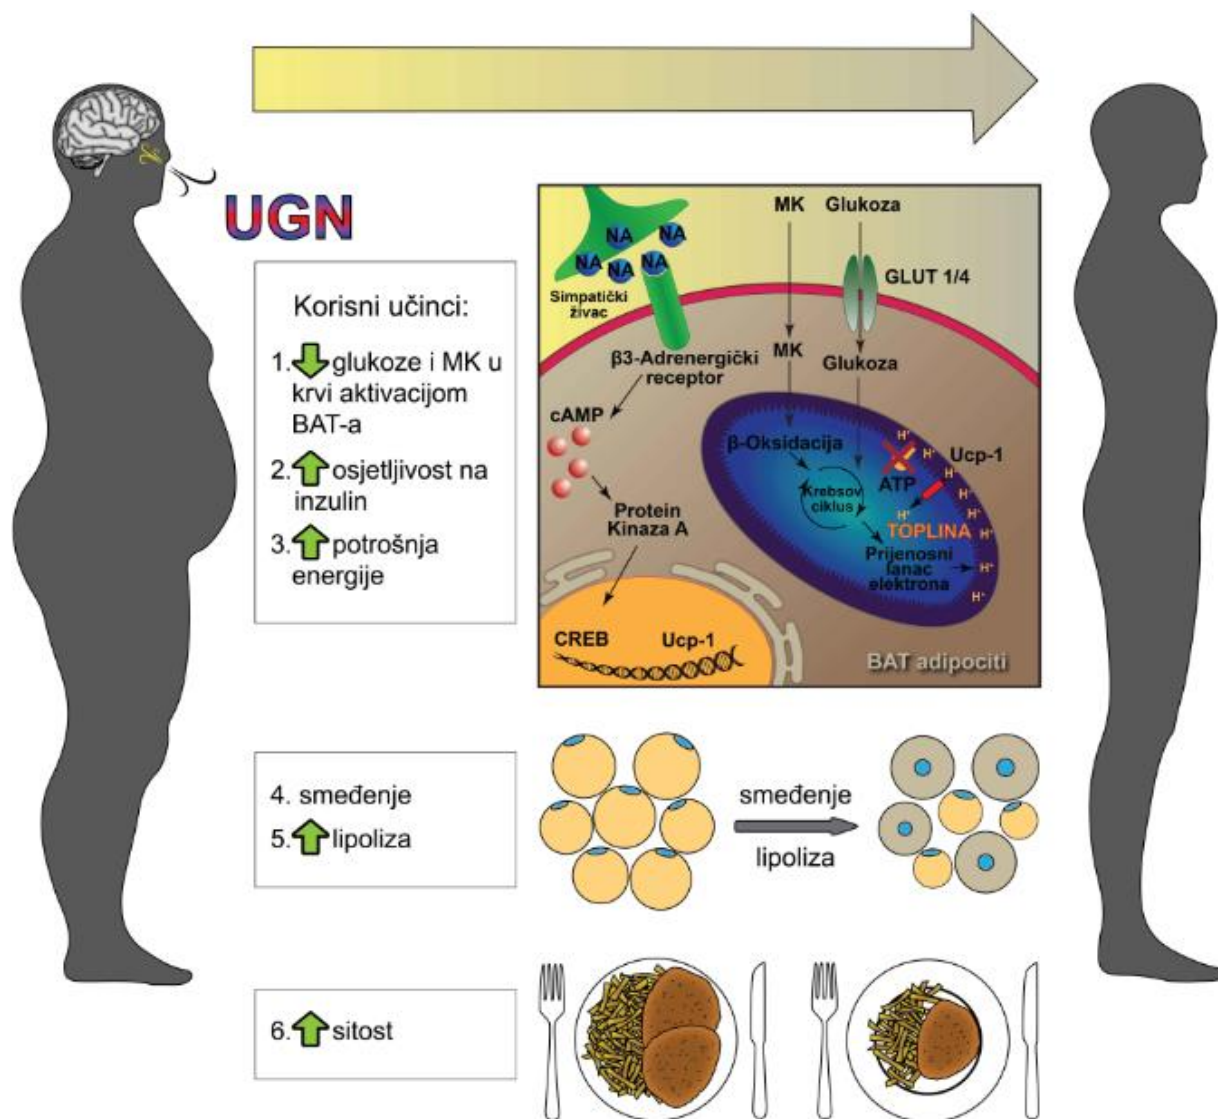 UGN
Korisni učinci:
1. glukoze i MK u
krvi aktivacijom
BAT-a
2. osjetljivost na
inzulin
3. potrošnja
energije
NA
NA
NA
NA
NA
Simpatički
živac
MK
Glukoza
GLUT 1/4
β3-Adrenergički
receptor
MK
Glukoza
cAMP
Protein
Kinaza A
CREB
Ucp-1
β-Oksidacija
Krebsov
ciklus
H⁺
H⁺
ATP
Ucp-1
H⁺
H⁺
H⁺
H⁺
H⁺
H⁺
TOPLINA
Prijenosni
lanac
elektrona
H⁺
H⁺
BAT adipociti
4. smeđenje
5. lipoliza
smeđenje
lipoliza
6. sitost